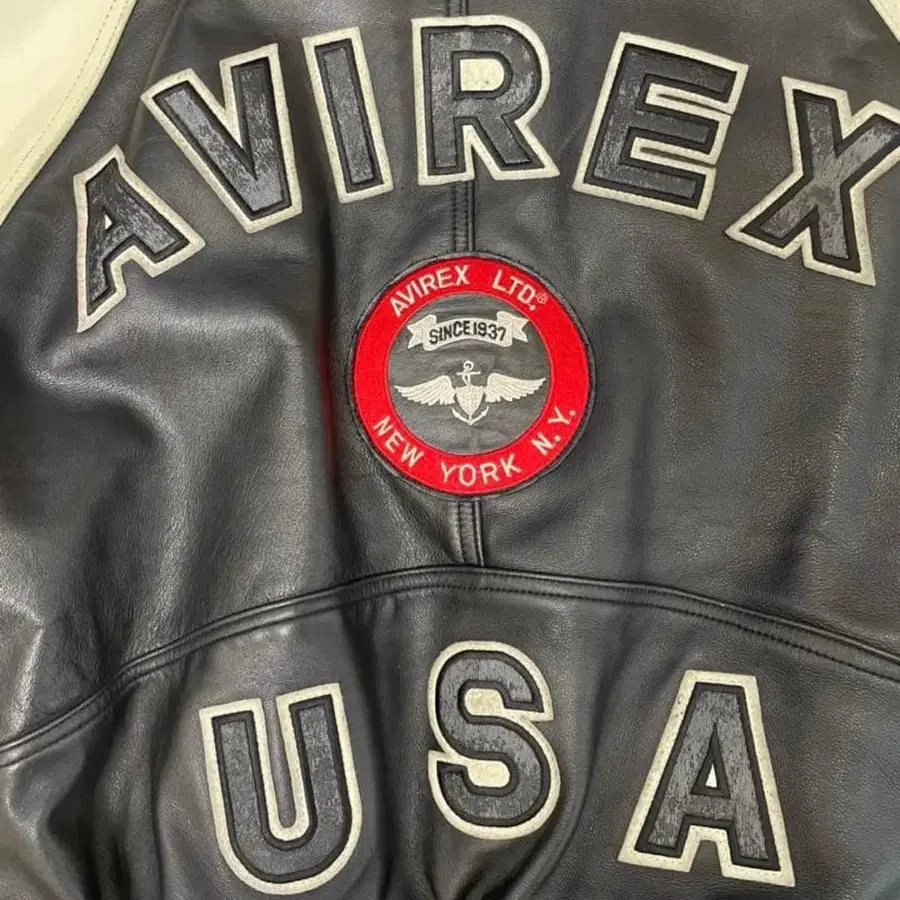 AVIREX
AVIREX LTD.®
SINCE 1937
NEW YORK N.Y.
USA